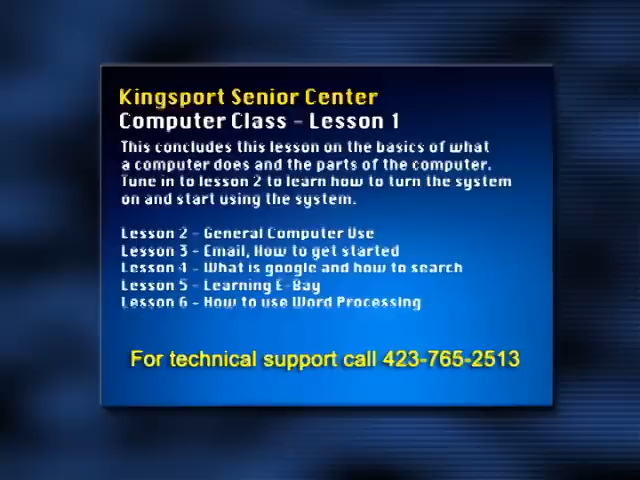 Kingsport Senior Center
Computer Class - Lesson 1
This concludes this lesson on the basics of what
a computer does and the parts of the computer.
Tune in to lesson 2 to learn how to turn the system
on and start using the system.
Lesson 2 - General Computer Use
Lesson 3 - Email, How to get started
Lesson 4 - What is google and how to search
Lesson 5 - Learning E-Bay
Lesson 6 - How to use Word Processing
For technical support call 423-765-2513